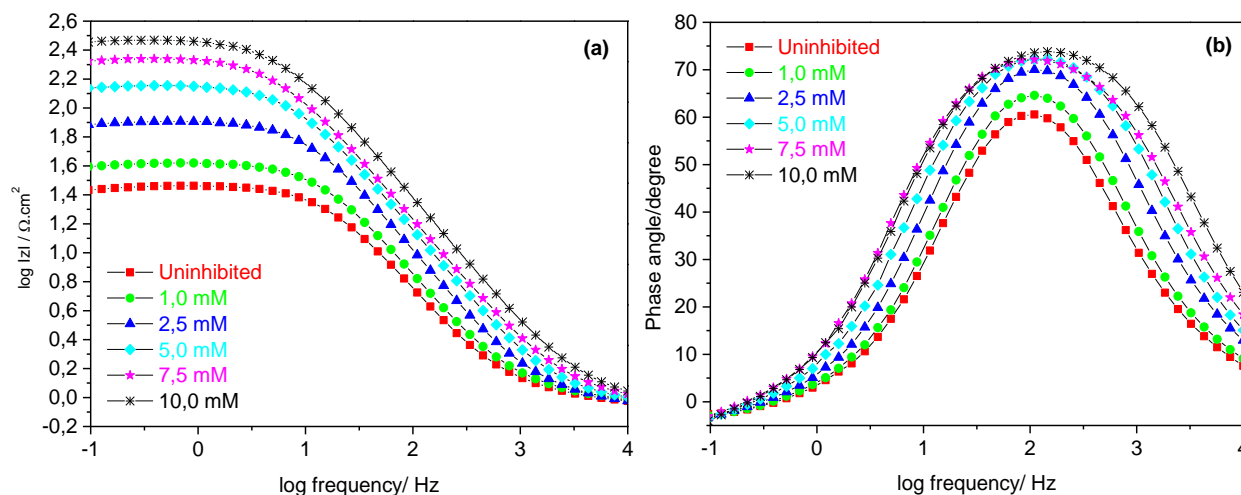 2,6
2,4
2,2
2,0
1,8
1,6
1,4
1,2
1,0
0,8
0,6
0,4
0,2
0,0
0,2
-1
0
1
2
3
4
log frequency/ Hz
log IzI / Ω.cm²
(a)
Uninhibited
1,0 mM
2,5 mM
5,0 mM
7,5 mM
10,0 mM
80
70
60
50
40
30
20
10
0
-1
0
1
2
3
4
log frequency/ Hz
Phase angle/degree
(b)
Uninhibited
1,0 mM
2,5 mM
5,0 mM
7,5 mM
10,0 mM